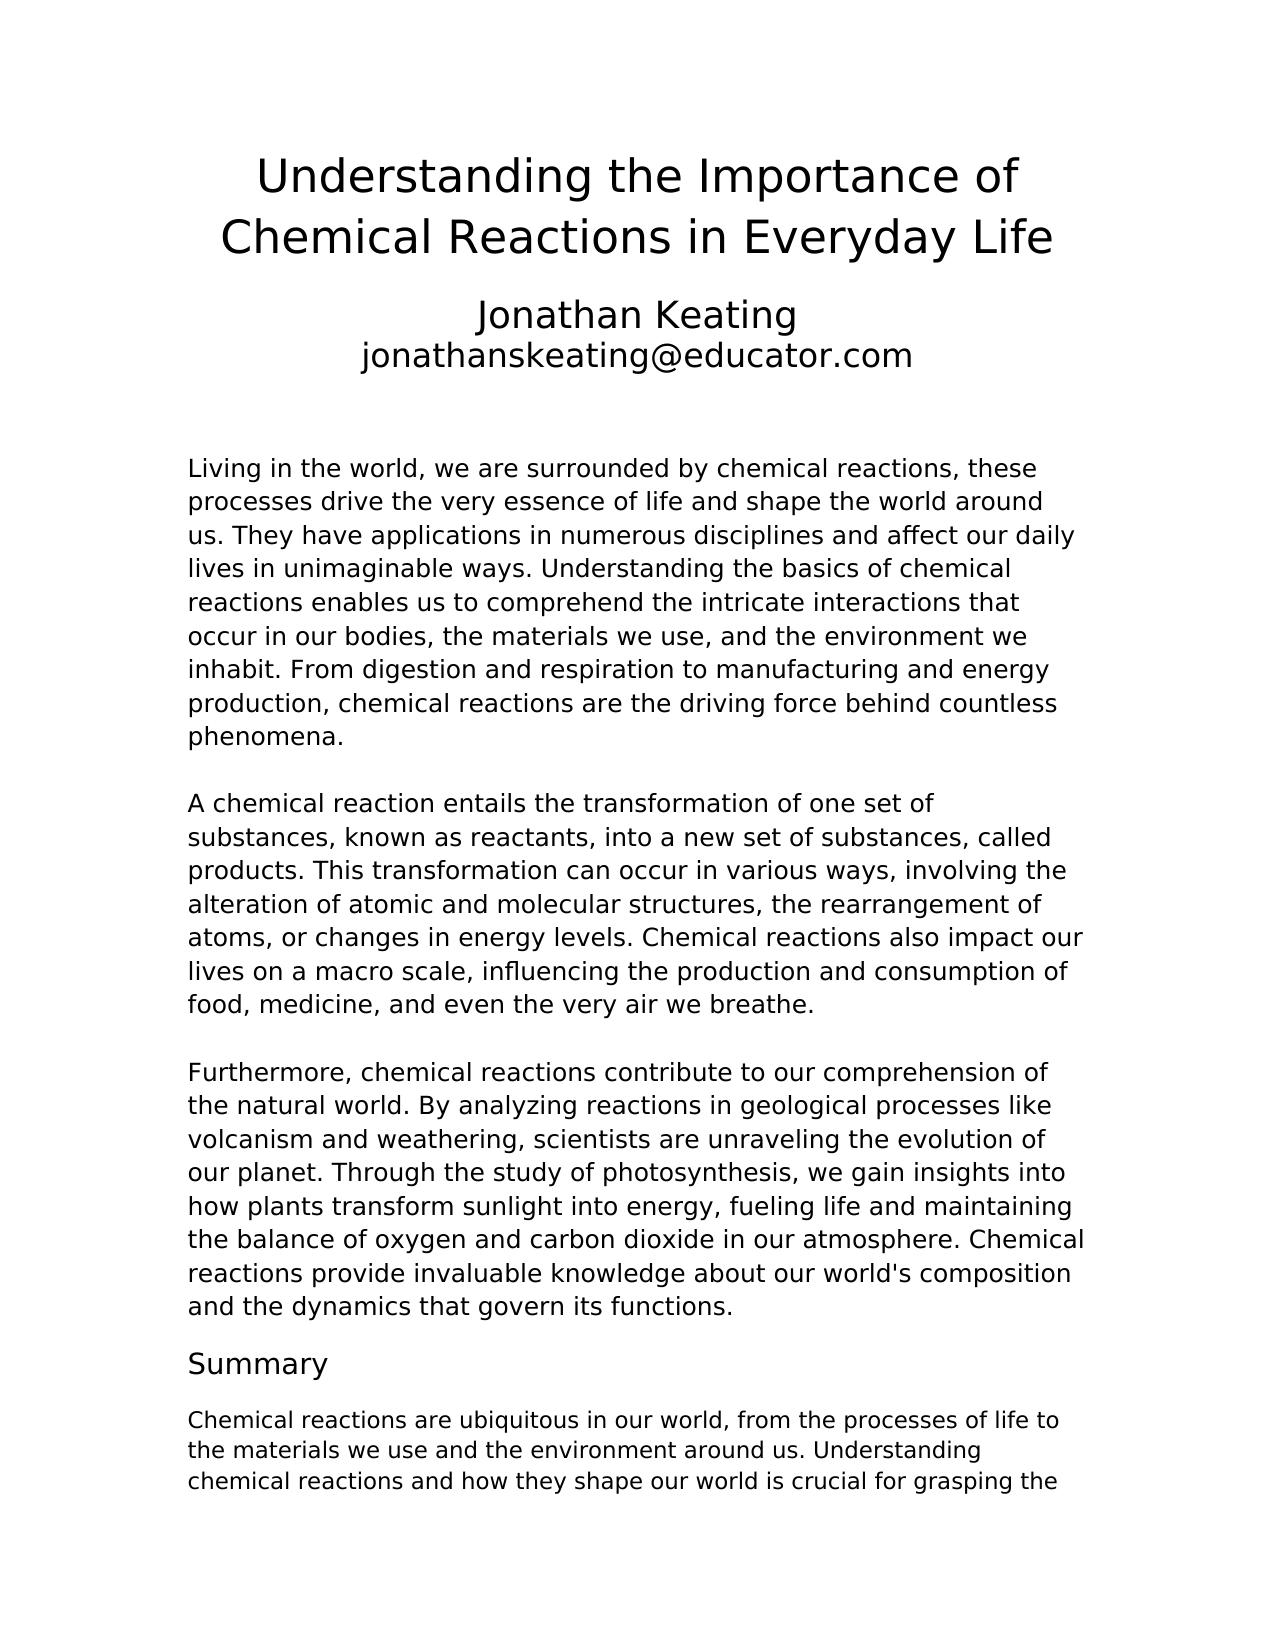 Understanding the Importance of
Chemical Reactions in Everyday Life
Jonathan Keating
jonathanskeating@educator.com
Living in the world, we are surrounded by chemical reactions, these
processes drive the very essence of life and shape the world around
us. They have applications in numerous disciplines and affect our daily
lives in unimaginable ways. Understanding the basics of chemical
reactions enables us to comprehend the intricate interactions that
occur in our bodies, the materials we use, and the environment we
inhabit. From digestion and respiration to manufacturing and energy
production, chemical reactions are the driving force behind countless
phenomena.
A chemical reaction entails the transformation of one set of
substances, known as reactants, into a new set of substances, called
products. This transformation can occur in various ways, involving the
alteration of atomic and molecular structures, the rearrangement of
atoms, or changes in energy levels. Chemical reactions also impact our
lives on a macro scale, influencing the production and consumption of
food, medicine, and even the very air we breathe.
Furthermore, chemical reactions contribute to our comprehension of
the natural world. By analyzing reactions in geological processes like
volcanism and weathering, scientists are unraveling the evolution of
our planet. Through the study of photosynthesis, we gain insights into
how plants transform sunlight into energy, fueling life and maintaining
the balance of oxygen and carbon dioxide in our atmosphere. Chemical
reactions provide invaluable knowledge about our world's composition
and the dynamics that govern its functions.
Summary
Chemical reactions are ubiquitous in our world, from the processes of life to
the materials we use and the environment around us. Understanding
chemical reactions and how they shape our world is crucial for grasping the